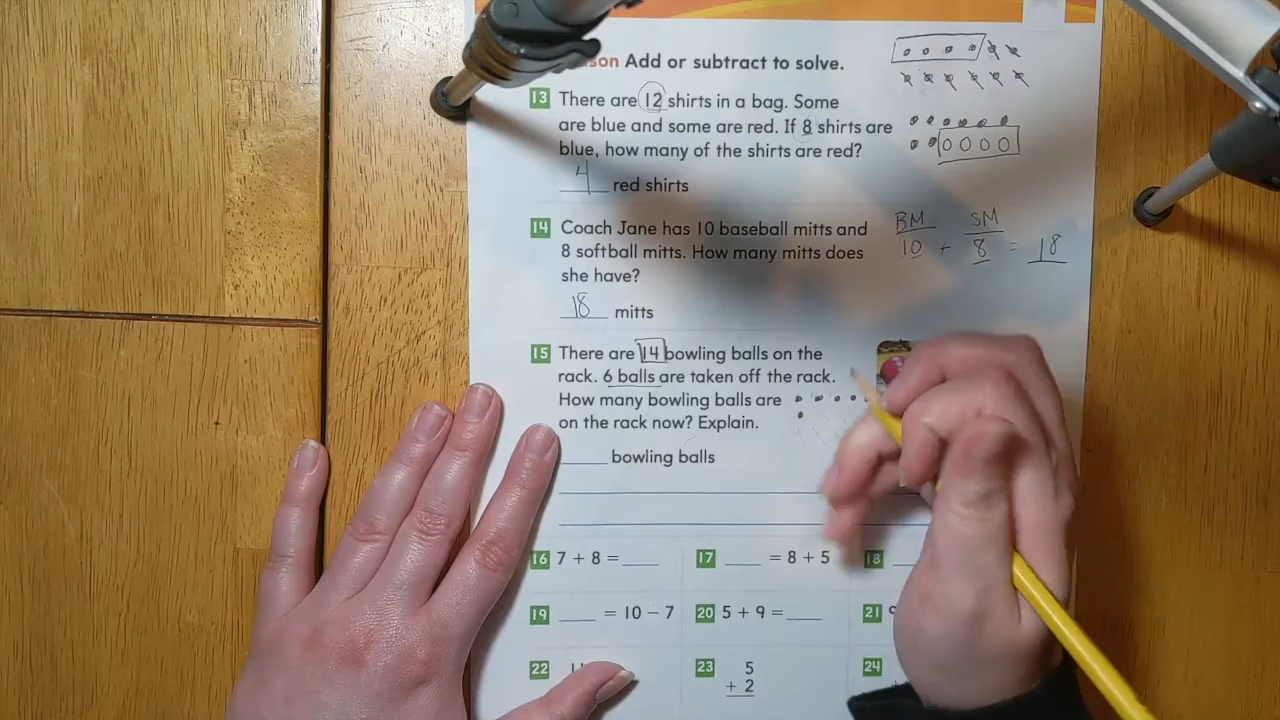 son Add or subtract to solve.
13 There are 12 shirts in a bag. Some
are blue and some are red. If 8 shirts are
blue, how many of the shirts are red?
4 red shirts
14 Coach Jane has 10 baseball mitts and
8 softball mitts. How many mitts does
she have?
18 mitts
BM SM
10 + 8 = 18
15 There are 14 bowling balls on the
rack. 6 balls are taken off the rack.
How many bowling balls are
on the rack now? Explain.
____ bowling balls
16 7 + 8 = ____ 17 ____ = 8 + 5 18
19 ____ = 10 − 7 20 5 + 9 = ____ 21
22 23 5 24
+ 2